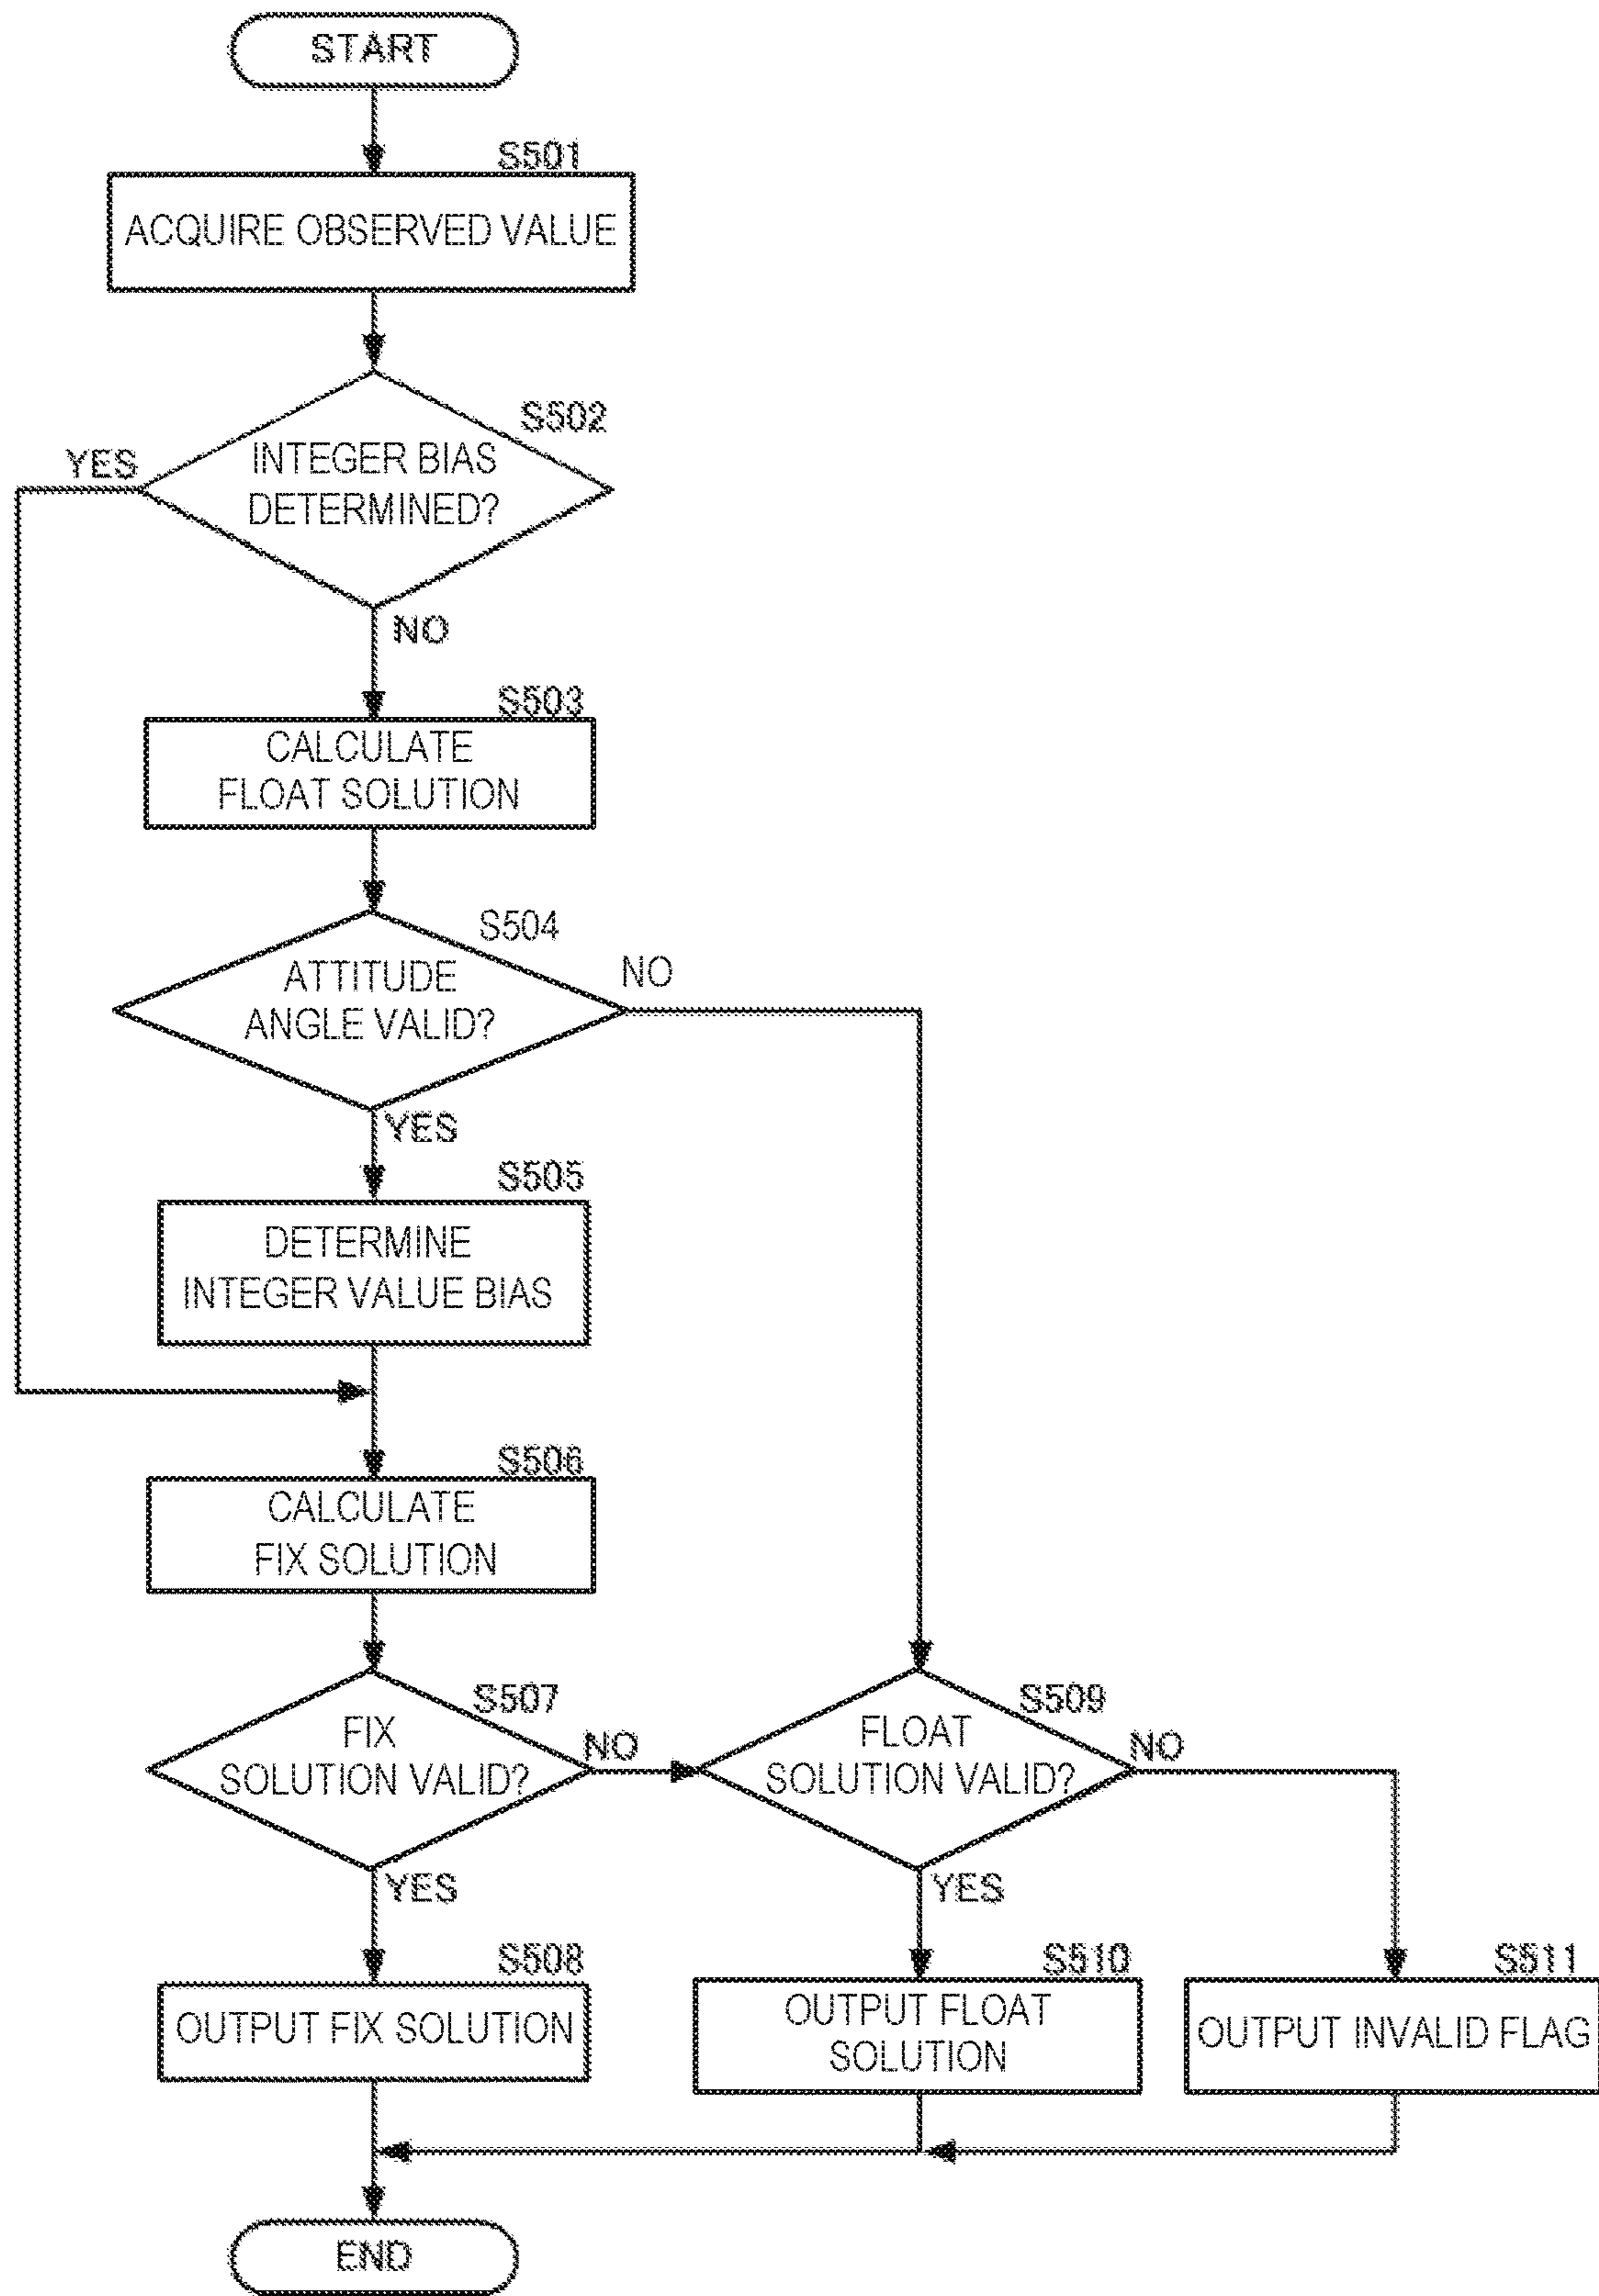 START
S501
ACQUIRE OBSERVED VALUE
S502
YES
INTEGER BIAS
DETERMINED?
NO
S503
CALCULATE
FLOAT SOLUTION
S504
NO
ATTITUDE
ANGLE VALID?
YES
S505
DETERMINE
INTEGER VALUE BIAS
S506
CALCULATE
FIX SOLUTION
S507
FIX
SOLUTION VALID?
NO
S509
FLOAT
SOLUTION VALID?
NO
YES
YES
S508
OUTPUT FIX SOLUTION
S510
OUTPUT FLOAT
SOLUTION
S511
OUTPUT INVALID FLAG
END